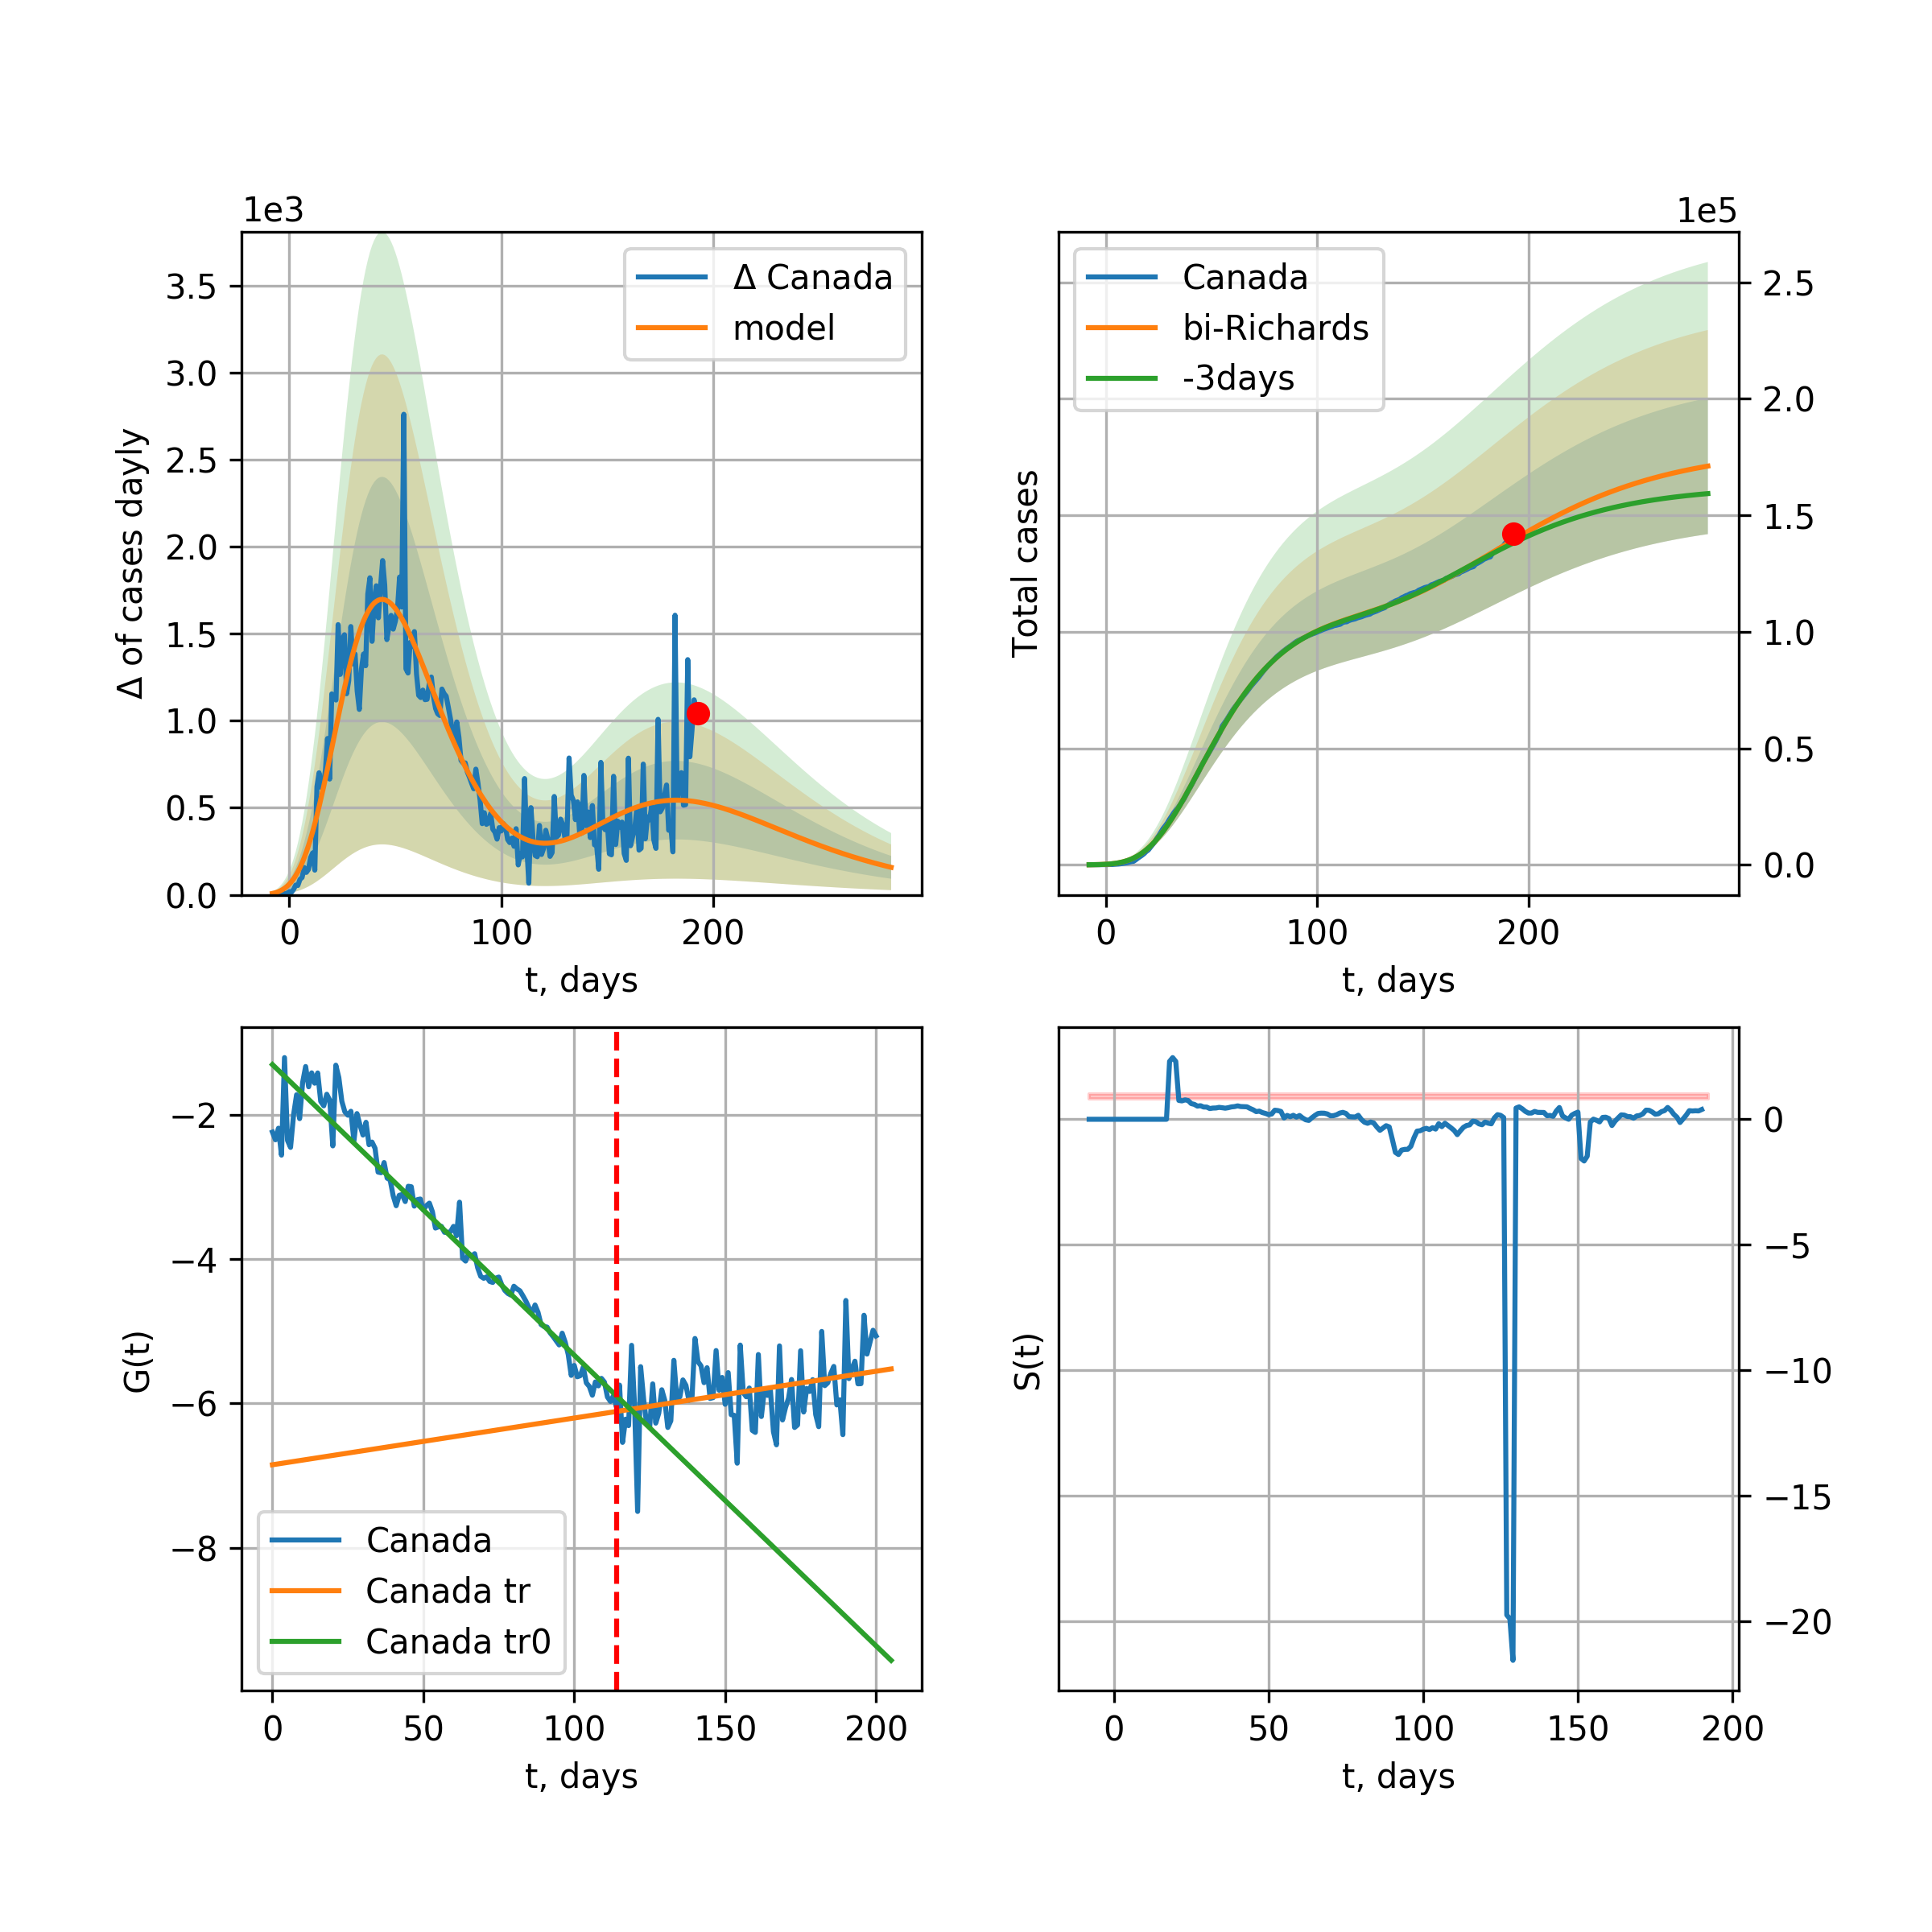 1e3
Δ of cases dayly
3.5
3.0
2.5
2.0
1.5
1.0
0.5
0.0
Δ Canada
model
0 100 200
t, days
1e5
Total cases
Canada
bi-Richards
-3days
2.5
2.0
1.5
1.0
0.5
0.0
0 100 200
t, days
G(t)
−2
−4
−6
−8
Canada
Canada tr
Canada tr0
0 50 100 150 200
t, days
S(t)
0
−5
−10
−15
−20
0 50 100 150 200
t, days